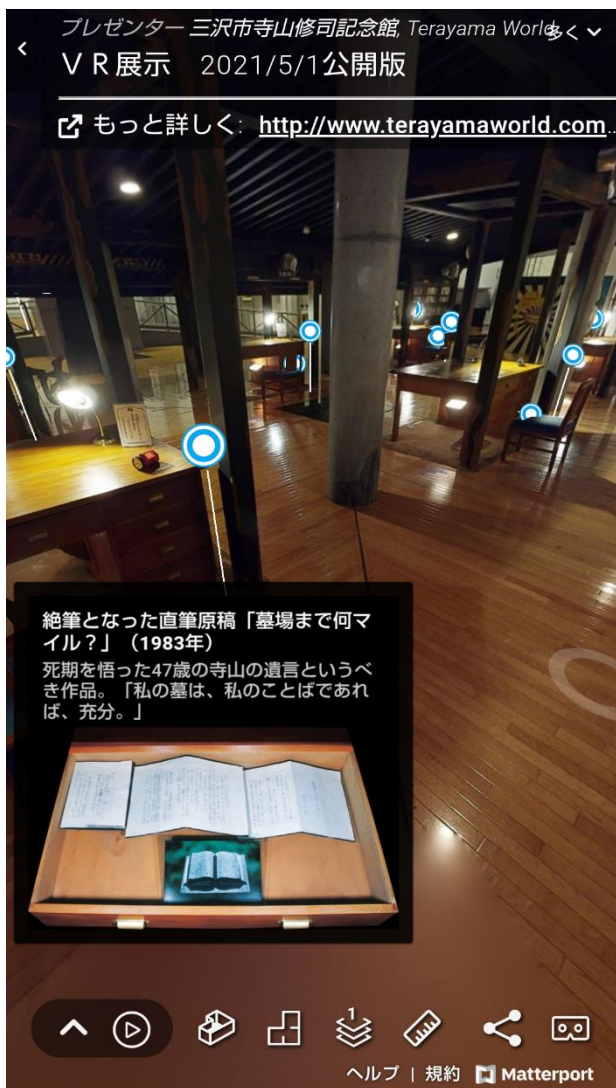 プレゼンター 三沢市寺山修司記念館, Terayama World
多く
VR展示 2021/5/1公開版
もっと詳しく: http://www.terayamaworld.com...
絶筆となった直筆原稿「墓場まで何マ
イル?」(1983年)
死期を悟った47歳の寺山の遺言というべ
き作品。「私の墓は、私のことばであれ
ば、充分。」
1
ヘルプ | 規約 Matterport